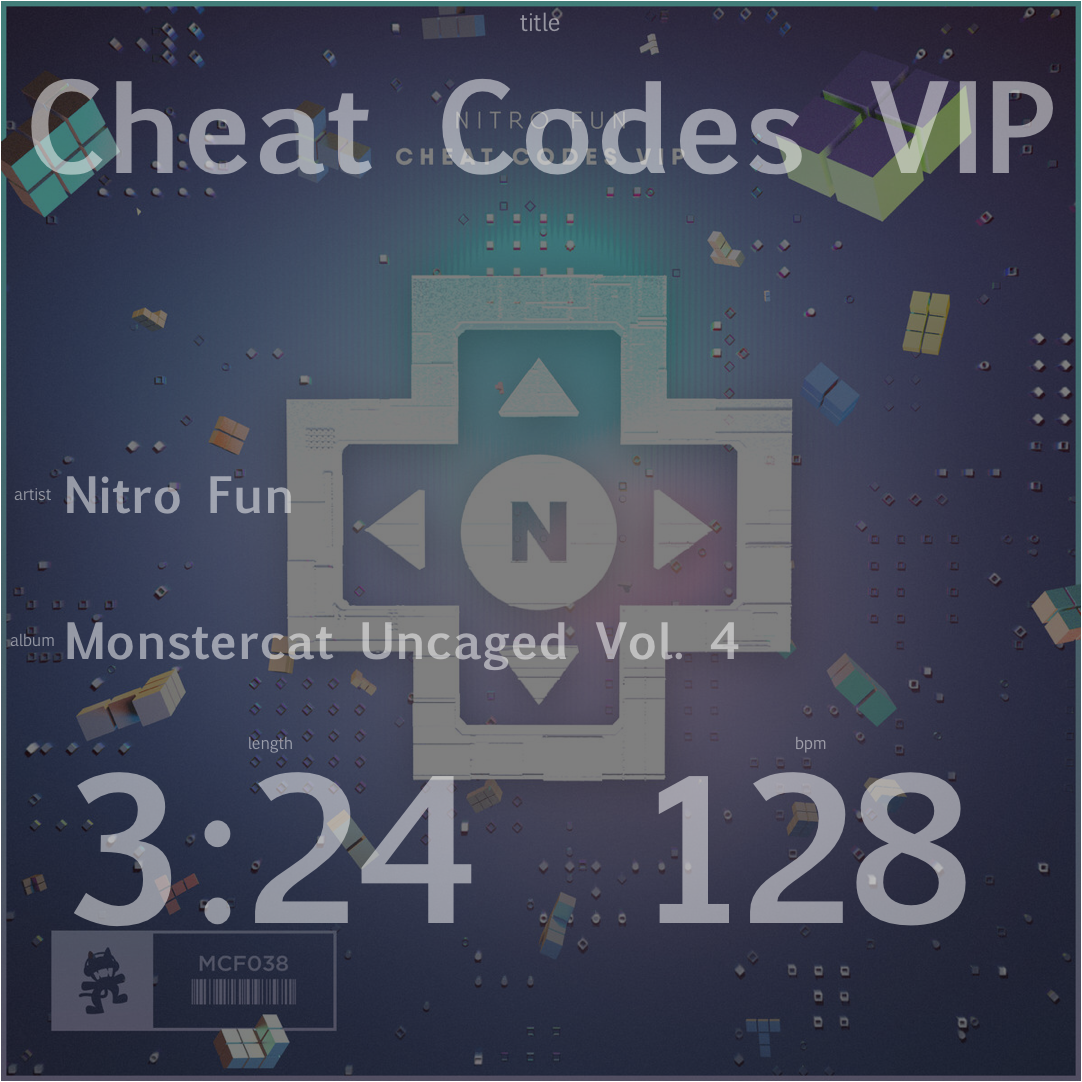 title
Cheat Codes VIP
NITRO FUN
CHEAT CODES VIP
N
artist Nitro Fun
album Monstercat Uncaged Vol. 4
length
bpm
3:24
128
MCF038